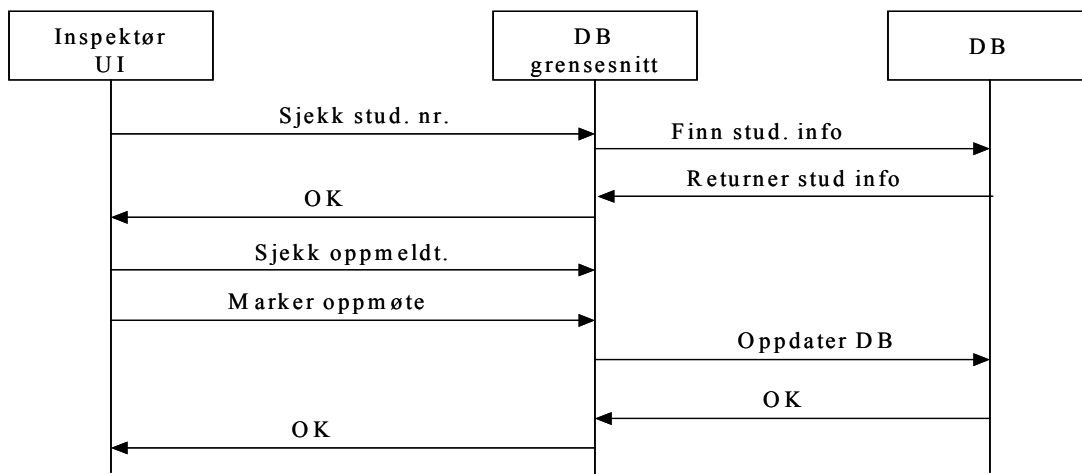 Inspektør
UI
DB
grensesnitt
DB
Sjekk stud. nr.
Finn stud. info
Returner stud info
OK
Sjekk oppmeldt.
Marker oppmøte
Oppdater DB
OK
OK